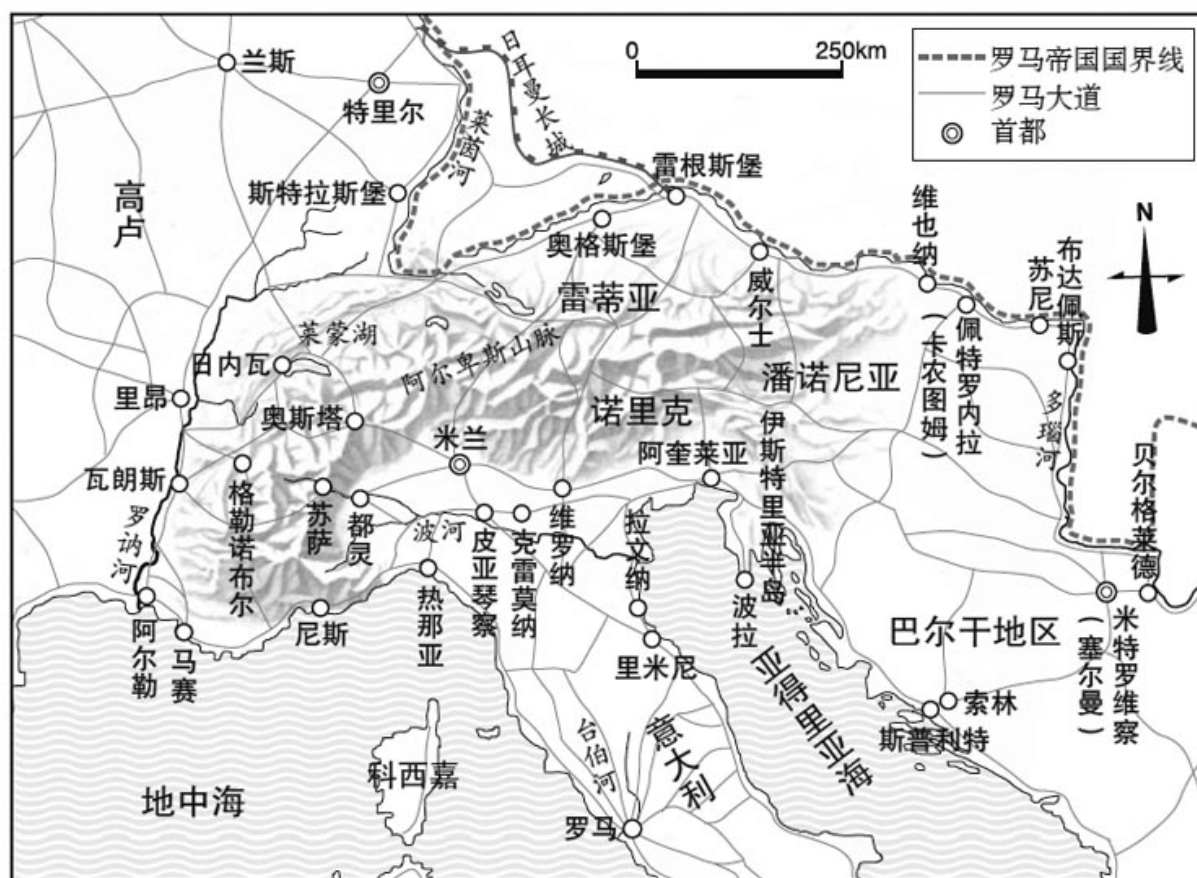 0
250km
罗马帝国国界线
罗马大道
首都
N
兰斯
特里尔
日耳曼长城
莱茵河
斯特拉斯堡
高卢
雷根斯堡
奥格斯堡
雷蒂亚
威尔士
维也纳
苏尼
布达佩斯
佩特罗内拉
（卡农图姆）
潘诺尼亚
多瑙河
莱蒙湖
日内瓦
阿尔卑斯山脉
里昂
奥斯塔
米兰
诺里克
阿奎莱亚
伊斯特里亚半岛
瓦朗斯
格勒诺布尔
苏萨
都灵
波河
皮亚琴察
克雷莫纳
维罗纳
拉文纳
罗讷河
阿尔勒
马赛
尼斯
热那亚
里米尼
波拉
贝尔格莱德
米特罗维察
（塞尔曼）
巴尔干地区
索林
斯普利特
亚得里亚海
意大利
台伯河
罗马
科西嘉
地中海